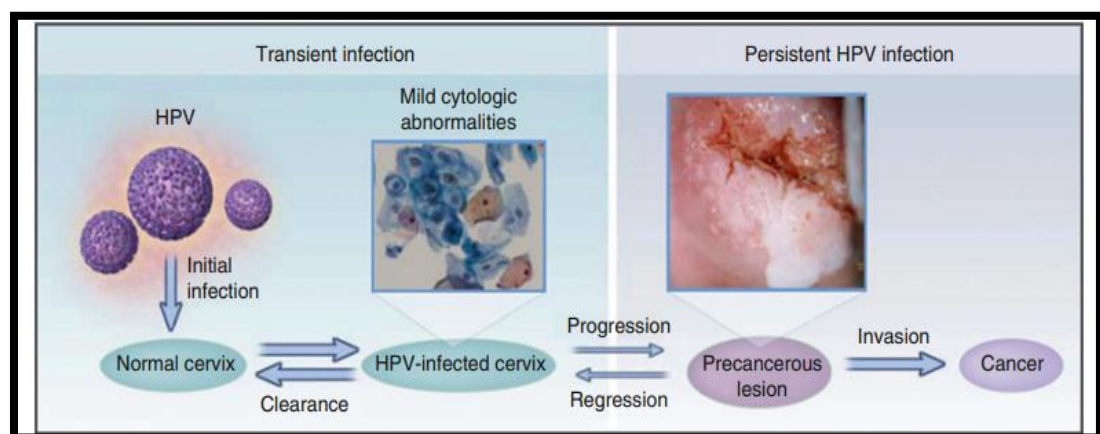 Transient infection
Persistent HPV infection
HPV
Mild cytologic
abnormalities
Initial
infection
Normal cervix
Clearance
HPV-infected cervix
Progression
Regression
Precancerous
lesion
Invasion
Cancer